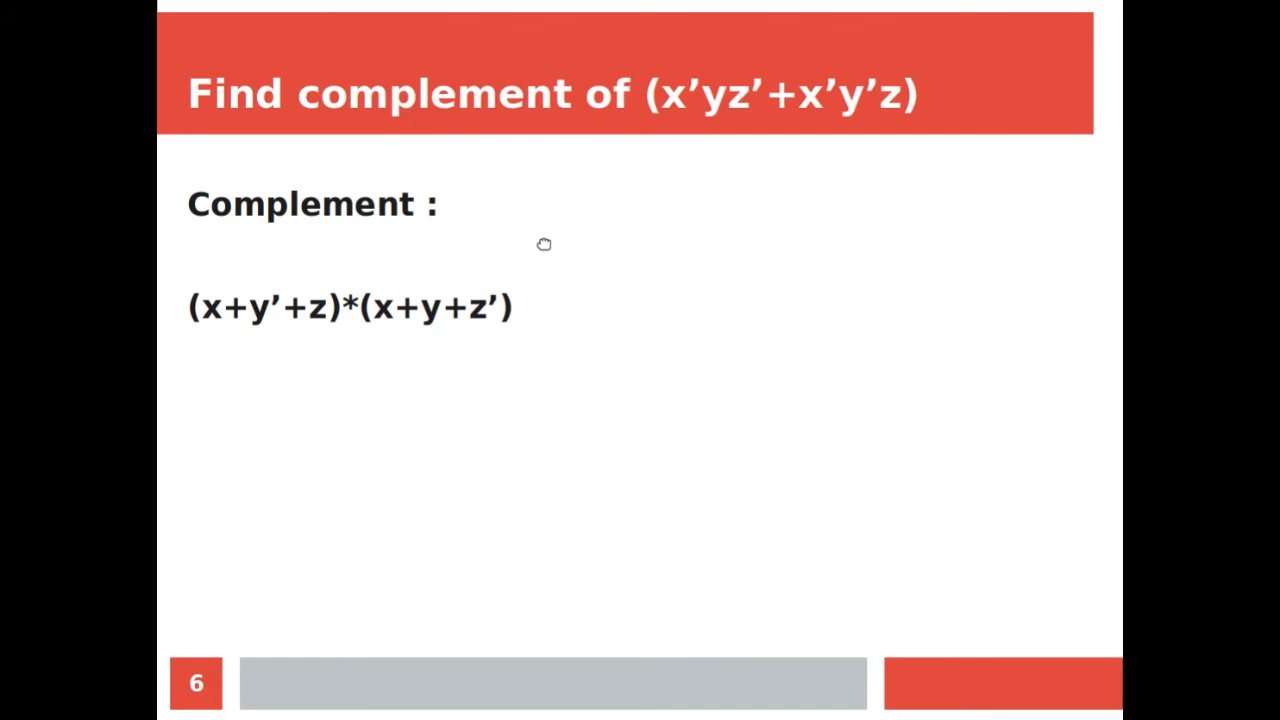 Find complement of (x’yz’+x’y’z)
Complement :
(x+y’+z)*(x+y+z’)
6